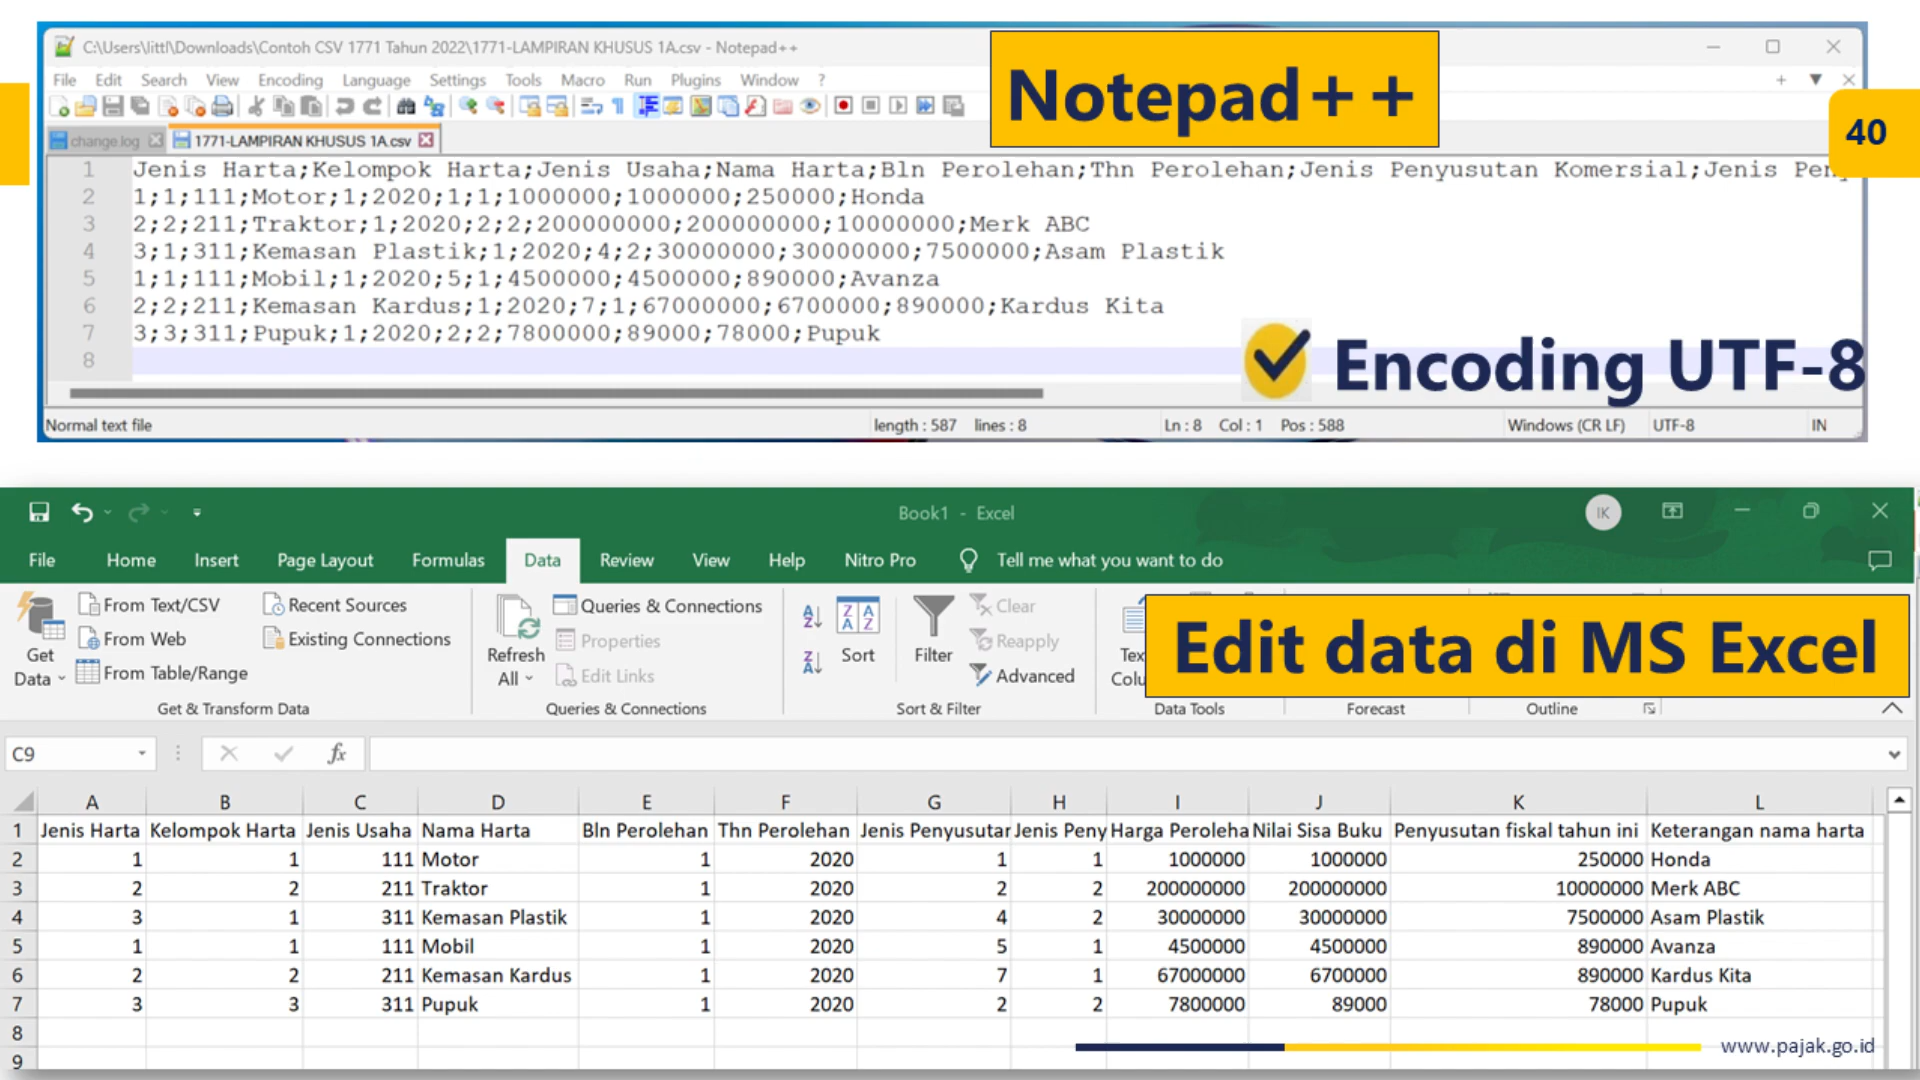 C:\Users\littl\Downloads\Contoh CSV 1771 Tahun 2022\1771-LAMPIRAN KHUSUS 1A.csv - Notepad++
Notepad++
File Edit Search View Encoding Language Settings Tools Macro Run Plugins Window ?
40
change.log 1771-LAMPIRAN KHUSUS 1A.csv
1 Jenis Harta;Kelompok Harta;Jenis Usaha;Nama Harta;Bln Perolehan;Thn Perolehan;Jenis Penyusutan Komersial;Jenis Peny
2 1;1;111;Motor;1;2020;1;1;1000000;1000000;250000;Honda
3 2;2;211;Traktor;1;2020;2;2;200000000;200000000;10000000;Merk ABC
4 3;1;311;Kemasan Plastik;1;2020;4;2;30000000;30000000;7500000;Asam Plastik
5 1;1;111;Mobil;1;2020;5;1;4500000;4500000;890000;Avanza
6 2;2;211;Kemasan Kardus;1;2020;7;1;67000000;6700000;890000;Kardus Kita
7 3;3;311;Pupuk;1;2020;2;2;7800000;89000;78000;Pupuk
8
Encoding UTF-8
Normal text file length : 587 lines : 8 Ln : 8 Col : 1 Pos : 588 Windows (CR LF) UTF-8 IN
Book1 - Excel IK
File Home Insert Page Layout Formulas Data Review View Help Nitro Pro Tell me what you want to do
Get Data
From Text/CSV
From Web
From Table/Range
Recent Sources
Existing Connections
Get & Transform Data
Refresh All
Queries & Connections
Properties
Edit Links
Queries & Connections
Sort
Filter
Clear
Reapply
Advanced
Sort & Filter
Tex
Colu
Data Tools
Forecast
Outline
Edit data di MS Excel
C9 fx
A B C D E F G H I J K L
1 Jenis Harta Kelompok Harta Jenis Usaha Nama Harta Bln Perolehan Thn Perolehan Jenis Penyusutar Jenis Peny Harga Peroleha Nilai Sisa Buku Penyusutan fiskal tahun ini Keterangan nama harta
2 1 1 111 Motor 1 2020 1 1 1000000 1000000 250000 Honda
3 2 2 211 Traktor 1 2020 2 2 200000000 200000000 10000000 Merk ABC
4 3 1 311 Kemasan Plastik 1 2020 4 2 30000000 30000000 7500000 Asam Plastik
5 1 1 111 Mobil 1 2020 5 1 4500000 4500000 890000 Avanza
6 2 2 211 Kemasan Kardus 1 2020 7 1 67000000 6700000 890000 Kardus Kita
7 3 3 311 Pupuk 1 2020 2 2 7800000 89000 78000 Pupuk
8
9
www.pajak.go.id